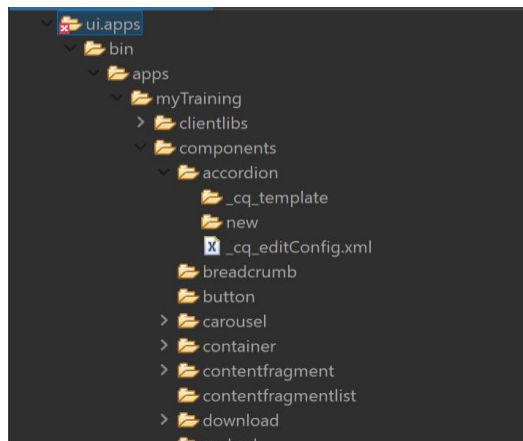 ui.apps
bin
apps
myTraining
clientlibs
components
accordion
_cq_template
new
_cq_editConfig.xml
breadcrumb
button
carousel
container
contentfragment
contentfragmentlist
download